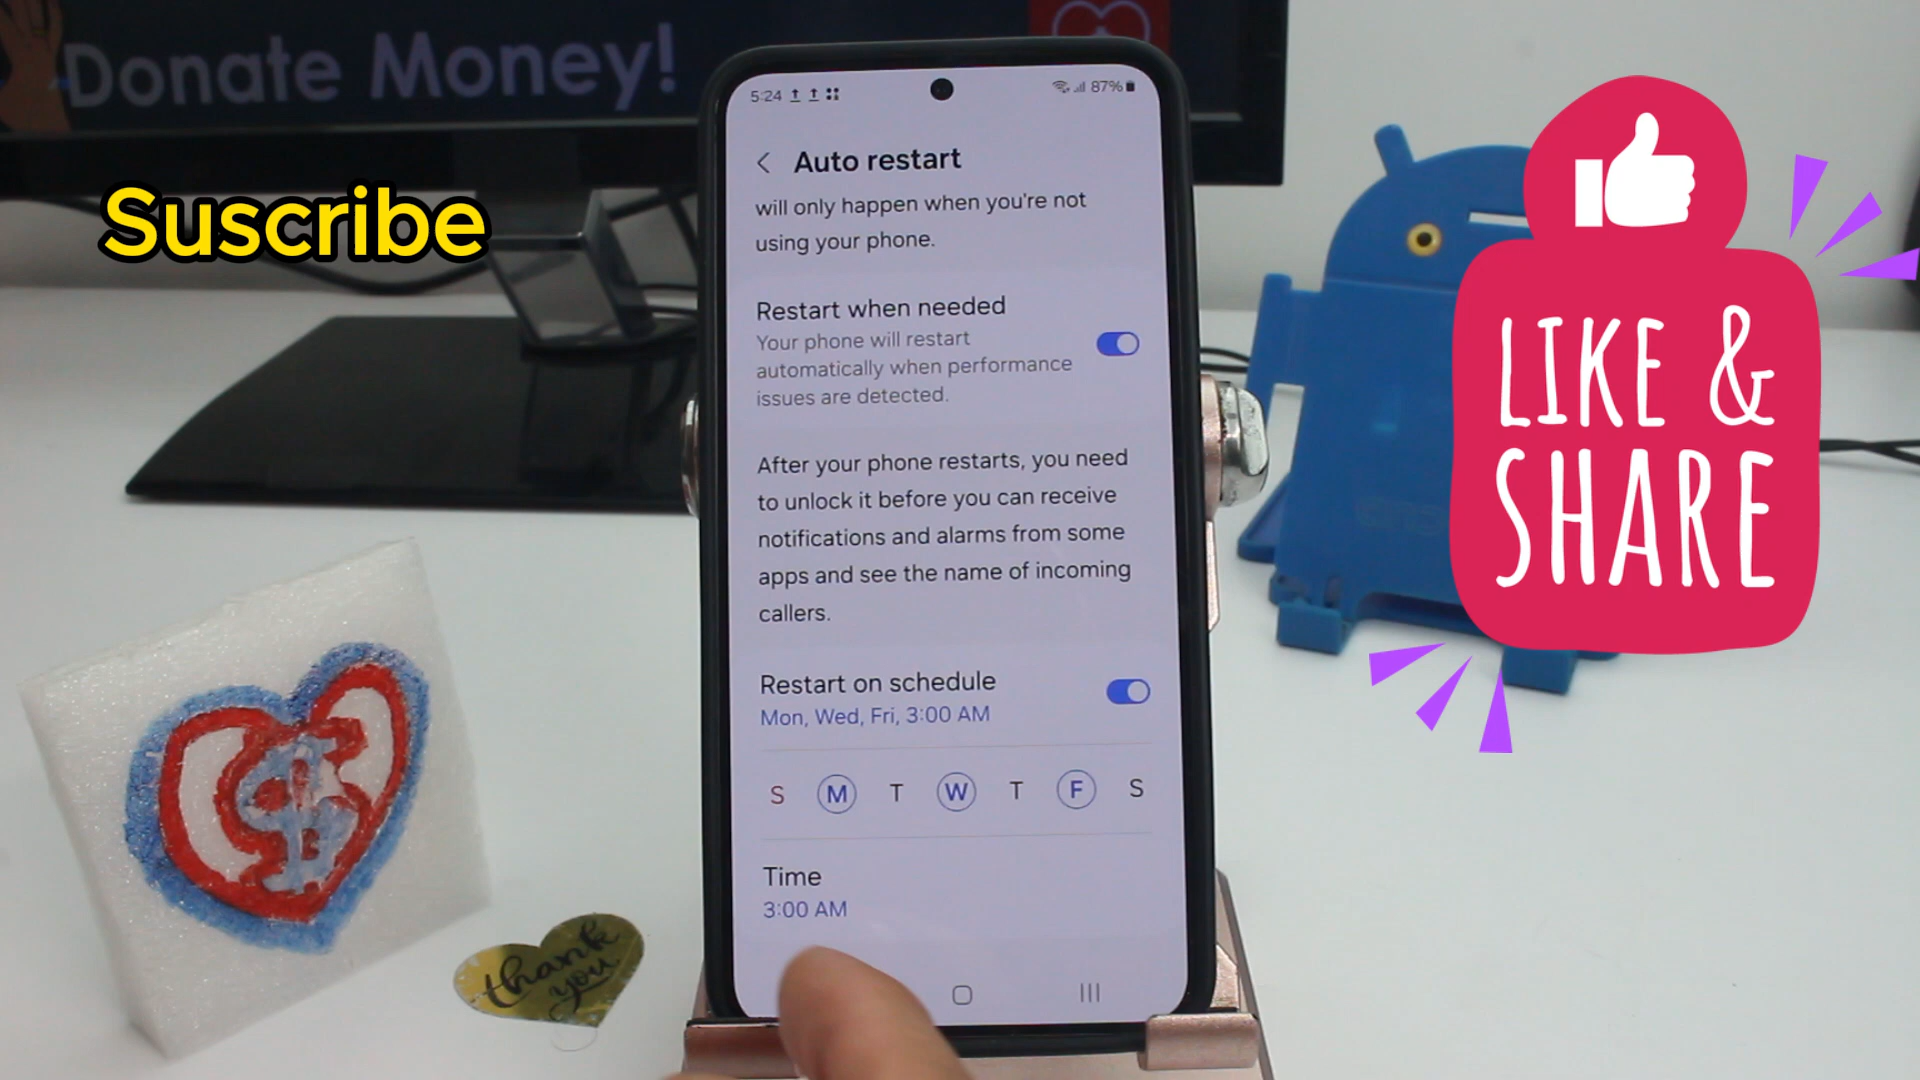 Donate Money!
Suscribe
5:24
87%
Auto restart
will only happen when you're not
using your phone.
Restart when needed
Your phone will restart
automatically when performance
issues are detected.
After your phone restarts, you need
to unlock it before you can receive
notifications and alarms from some
apps and see the name of incoming
callers.
Restart on schedule
Mon, Wed, Fri, 3:00 AM
S M T W T F S
Time
3:00 AM
LIKE &
SHARE
thank
you